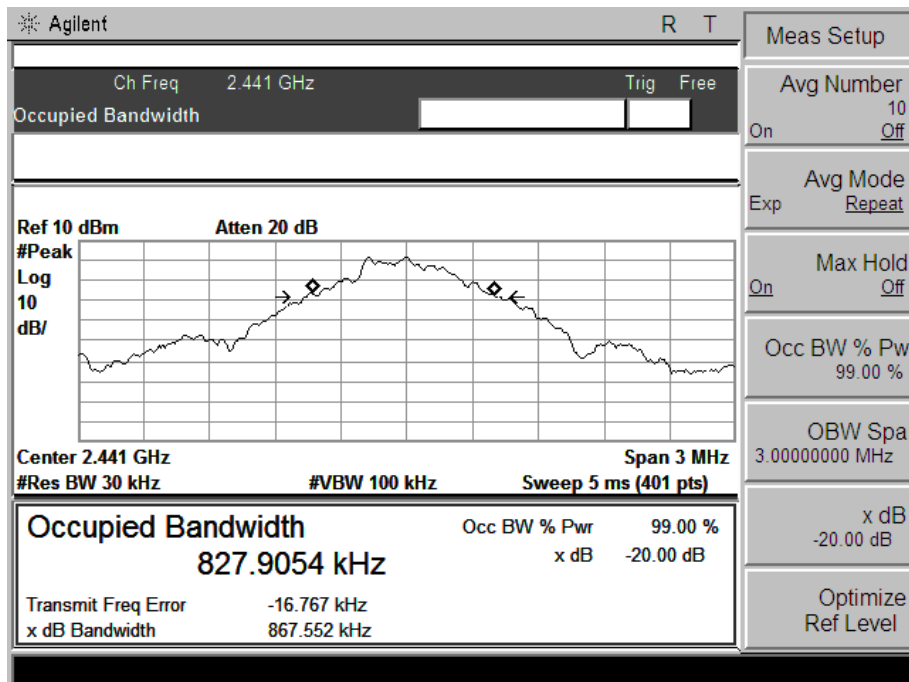 Agilent R T
Ch Freq 2.441 GHz Trig Free
Occupied Bandwidth
Ref 10 dBm Atten 20 dB
#Peak
Log
10
dB/
Center 2.441 GHz Span 3 MHz
#Res BW 30 kHz #VBW 100 kHz Sweep 5 ms (401 pts)
Occupied Bandwidth
827.9054 kHz
Occ BW % Pwr 99.00 %
x dB -20.00 dB
Transmit Freq Error -16.767 kHz
x dB Bandwidth 867.552 kHz
Meas Setup
Avg Number
10
On Off
Avg Mode
Exp Repeat
Max Hold
On Off
Occ BW % Pw
99.00 %
OBW Spa
3.00000000 MHz
x dB
-20.00 dB
Optimize
Ref Level